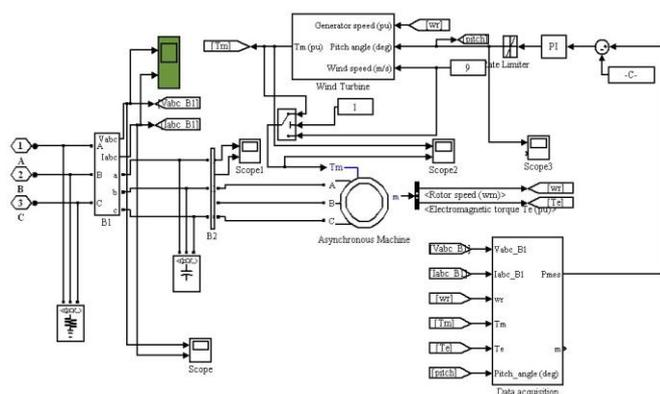 Generator speed (pu)
[wr]
[Tm]
Tm (pu)
Pitch angle (deg)
[pitch]
PI
Wind speed (m/s)
9
-C-
Wind Turbine
Rate Limiter
Vabc_B1]
1
[Iabc_B1]
Vabc
A
Iabc
1
A
2
B
3
C
B
a
b
C
c
B1
Scope1
B2
Scope2
Scope3
Tm
A
B
C
m
<Rotor speed (wm)>
[wr]
<Electromagnetic torque Te (pu)>
[Te]
Asynchronous Machine
[Vabc_B1]
Vabc_B1
[Iabc_B1]
Iabc_B1
Pmes
[wr]
wr
[Tm]
Tm
[Te]
Te
m
[pitch]
Pitch_angle (deg)
Scope
Data acquistion